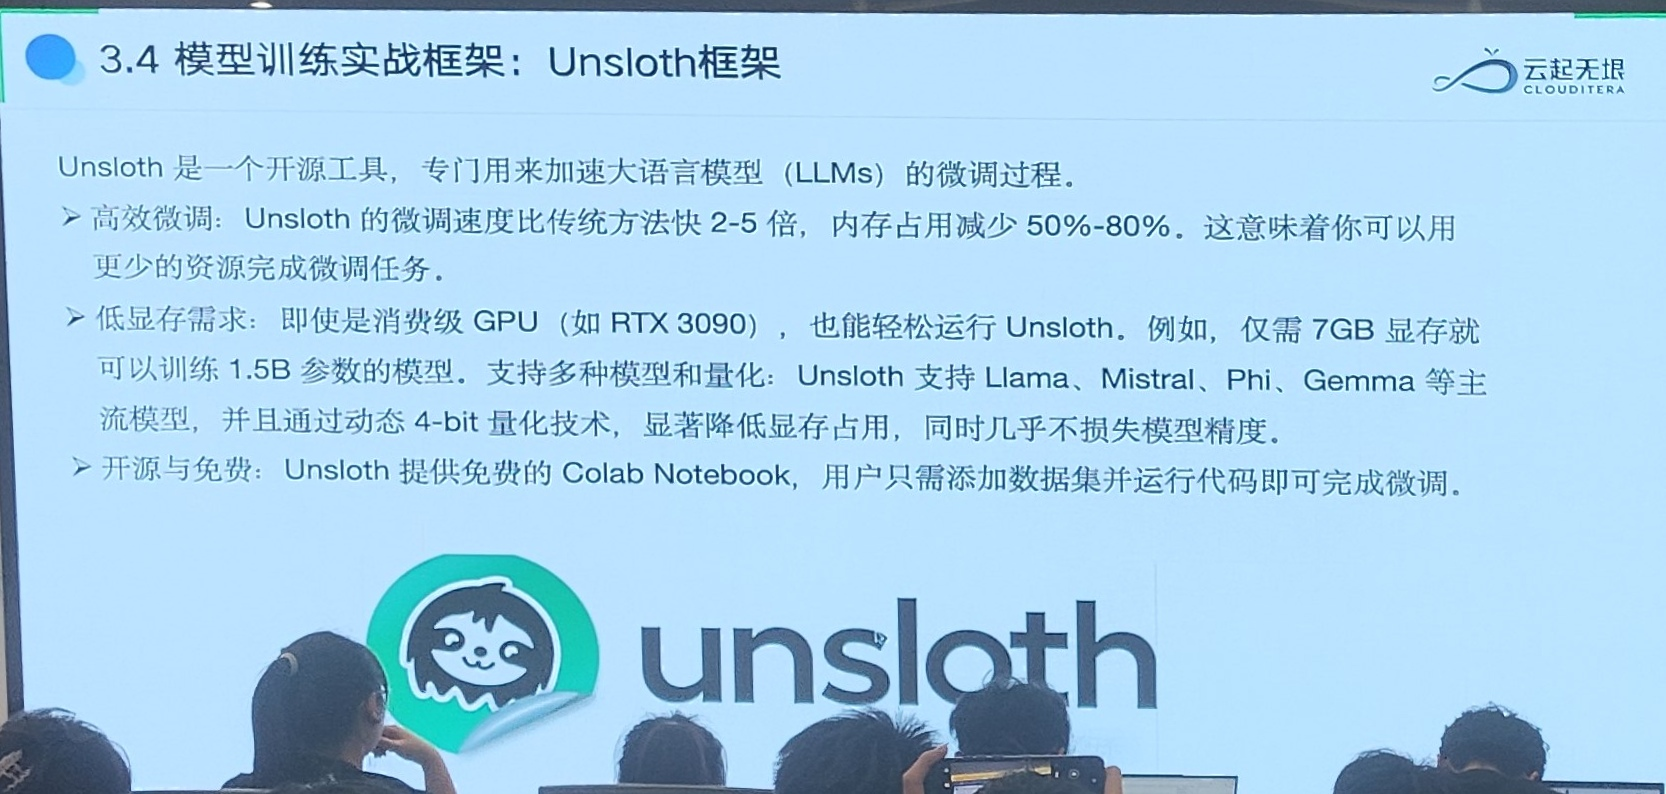 3.4 模型训练实战框架：Unsloth框架
云起无垠
CLOUDITERA
Unsloth 是一个开源工具，专门用来加速大语言模型（LLMs）的微调过程。
➢ 高效微调：Unsloth 的微调速度比传统方法快 2-5 倍，内存占用减少 50%-80%。这意味着你可以用
更少的资源完成微调任务。
➢ 低显存需求：即使是消费级 GPU（如 RTX 3090），也能轻松运行 Unsloth。例如，仅需 7GB 显存就
可以训练 1.5B 参数的模型。支持多种模型和量化：Unsloth 支持 Llama、Mistral、Phi、Gemma 等主
流模型，并且通过动态 4-bit 量化技术，显著降低显存占用，同时几乎不损失模型精度。
➢ 开源与免费：Unsloth 提供免费的 Colab Notebook，用户只需添加数据集并运行代码即可完成微调。
unsloth